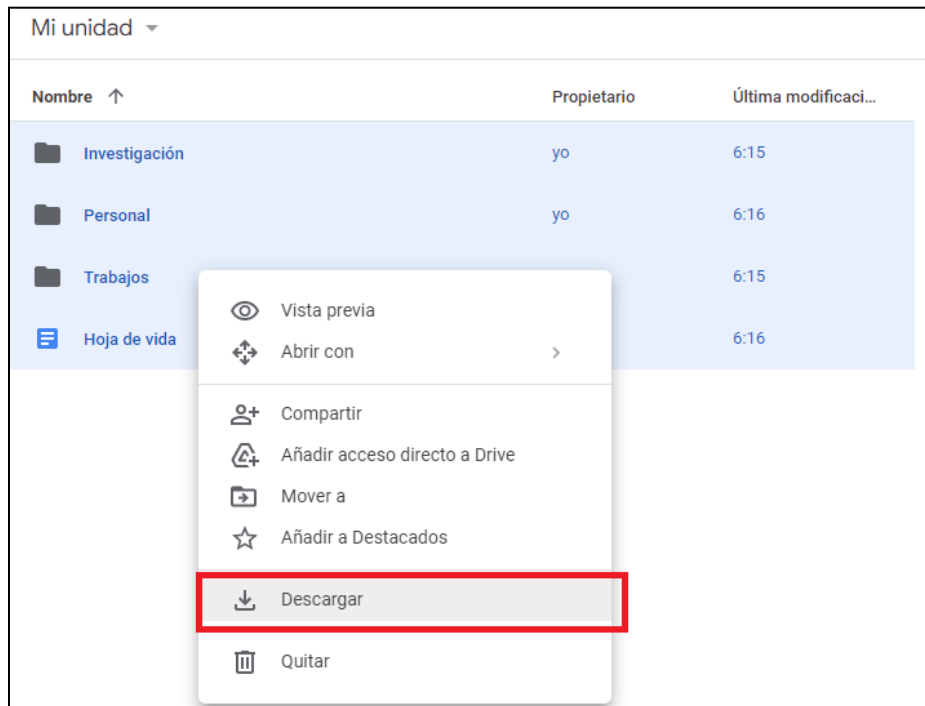 Mi unidad
Nombre Propietario Última modificaci...
Investigación yo 6:15
Personal yo 6:16
Trabajos 6:15
Hoja de vida 6:16
Vista previa
Abrir con
Compartir
Añadir acceso directo a Drive
Mover a
Añadir a Destacados
Descargar
Quitar